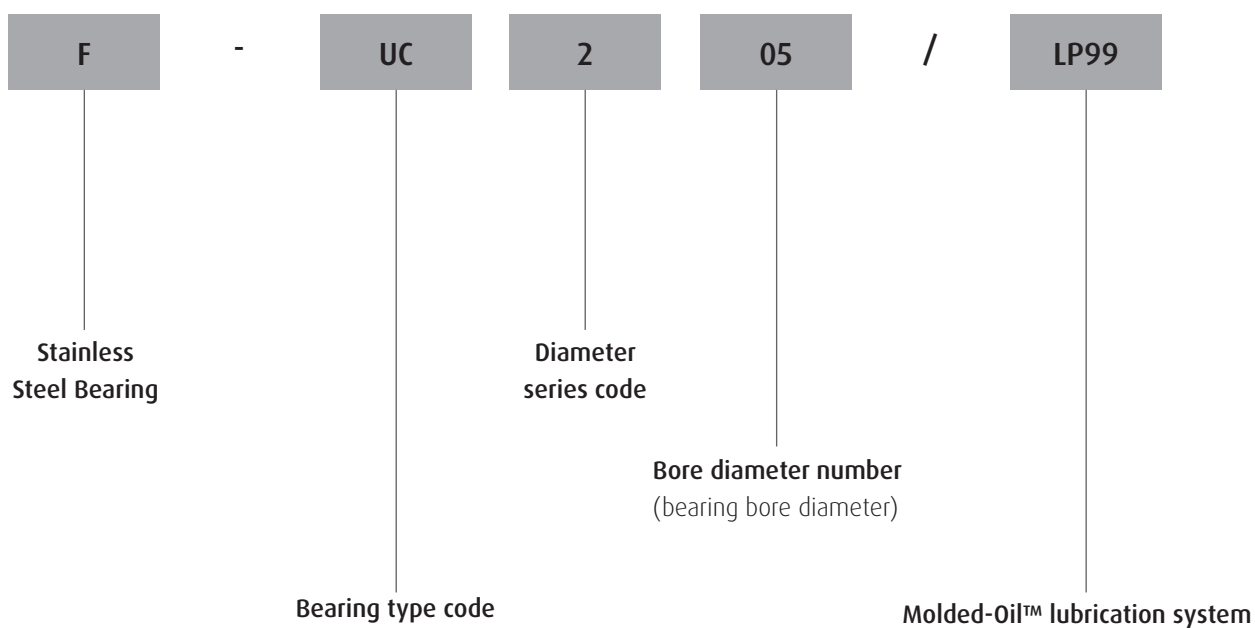 F - UC 2 05 / LP99
Stainless
Steel Bearing
Diameter
series code
Bore diameter number
(bearing bore diameter)
Bearing type code
Molded-Oil™ lubrication system